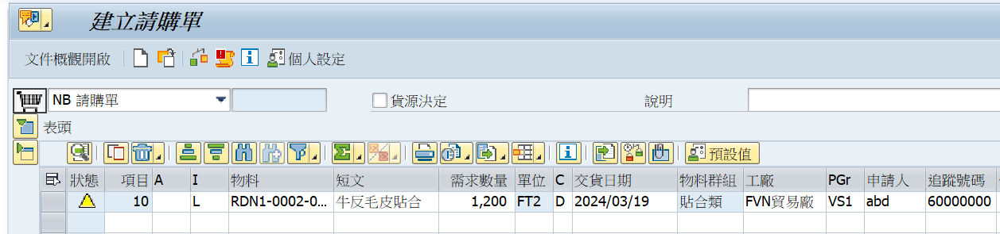 建立請購單
文件概觀開啟 個人設定
NB 請購單 貨源決定 說明
表頭
預設值
狀態 項目 A I 物料 短文 需求數量 單位 C 交貨日期 物料群組 工廠 PGr 申請人 追蹤號碼
10 L RDN1-0002-0... 牛反毛皮貼合 1,200 FT2 D 2024/03/19 貼合類 FVN貿易廠 VS1 abd 60000000